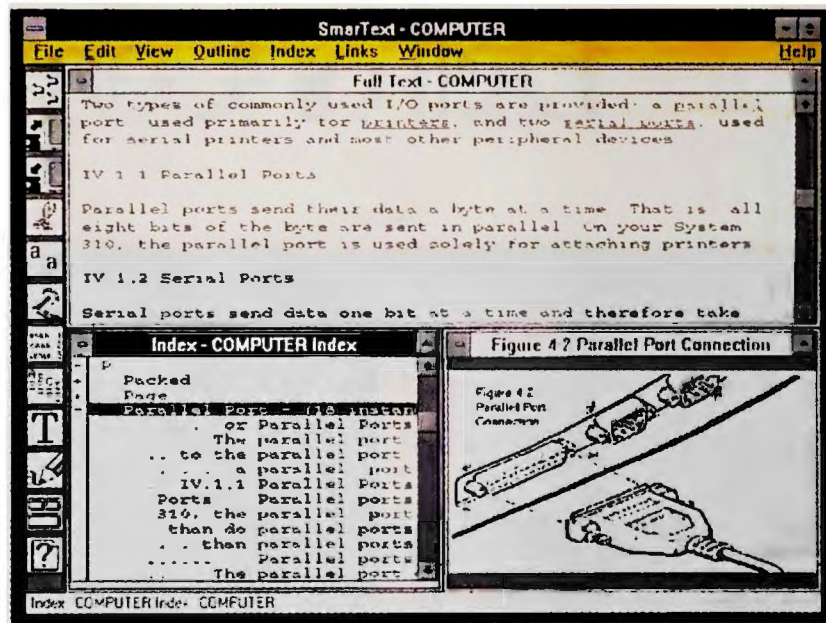 SmarText - COMPUTER
File Edit View Outline Index Links Window Help
Full Text - COMPUTER
Two types of commonly used I/O ports are provided: a parallel
port used primarily for printers, and two serial ports, used
for serial printers and most other peripheral devices
IV 1 1 Parallel Ports
Parallel ports send their data a byte at a time That is all
eight bits of the byte are sent in parallel On your System
310, the parallel port is used solely for attaching printers
IV 1.2 Serial Ports
Serial ports send data one bit at a time and therefore take
a a
T
?
Index - COMPUTER Index
P
Packed
Page
Parallel Port - (18 instan
. or Parallel Ports
The parallel port
.. to the parallel port
. . . a parallel port
IV.1.1 Parallel Ports
Ports Parallel ports
310, the parallel port
than do parallel ports
. . than parallel ports
...... Parallel ports
.. The parallel port
Figure 4 2 Parallel Port Connection
Figure 4 2
Parallel Port
Connection
Index COMPUTER Index COMPUTER